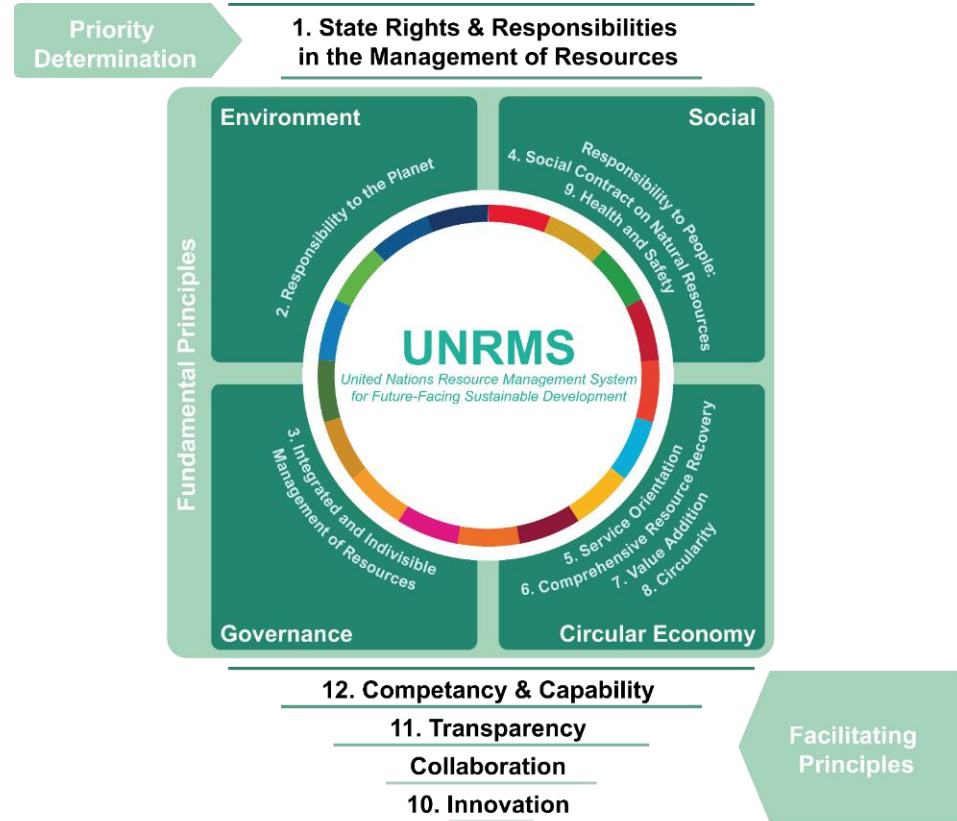 Priority
Determination
1. State Rights & Responsibilities
in the Management of Resources
Fundamental Principles
Environment
2. Responsibility to the Planet
Social
Responsibility to People:
4. Social Contract on Natural Resources
9. Health and Safety
UNRMS
United Nations Resource Management System
for Future-Facing Sustainable Development
3. Integrated and Indivisible
Management of Resources
Governance
5. Service Orientation
6. Comprehensive Resource Recovery
7. Value Addition
8. Circularity
Circular Economy
12. Competancy & Capability
11. Transparency
Collaboration
10. Innovation
Facilitating
Principles